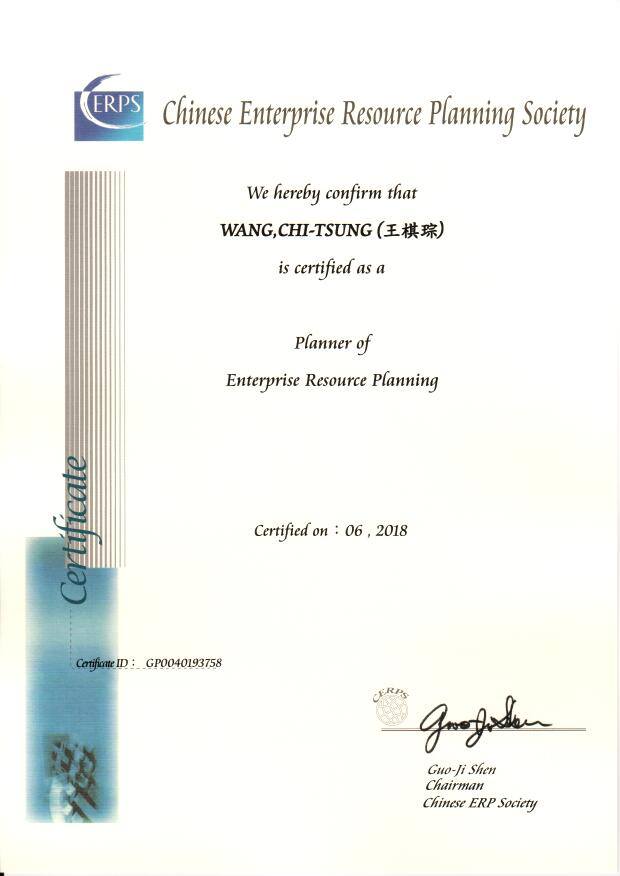 CERPS
Chinese Enterprise Resource Planning Society
We hereby confirm that
WANG,CHI-TSUNG (王棋琮)
is certified as a
Planner of
Enterprise Resource Planning
Certificate
Certified on：06 , 2018
Certificate ID： GP0040193758
CERPS
Guo-Ji Shen
Guo-Ji Shen
Chairman
Chinese ERP Society